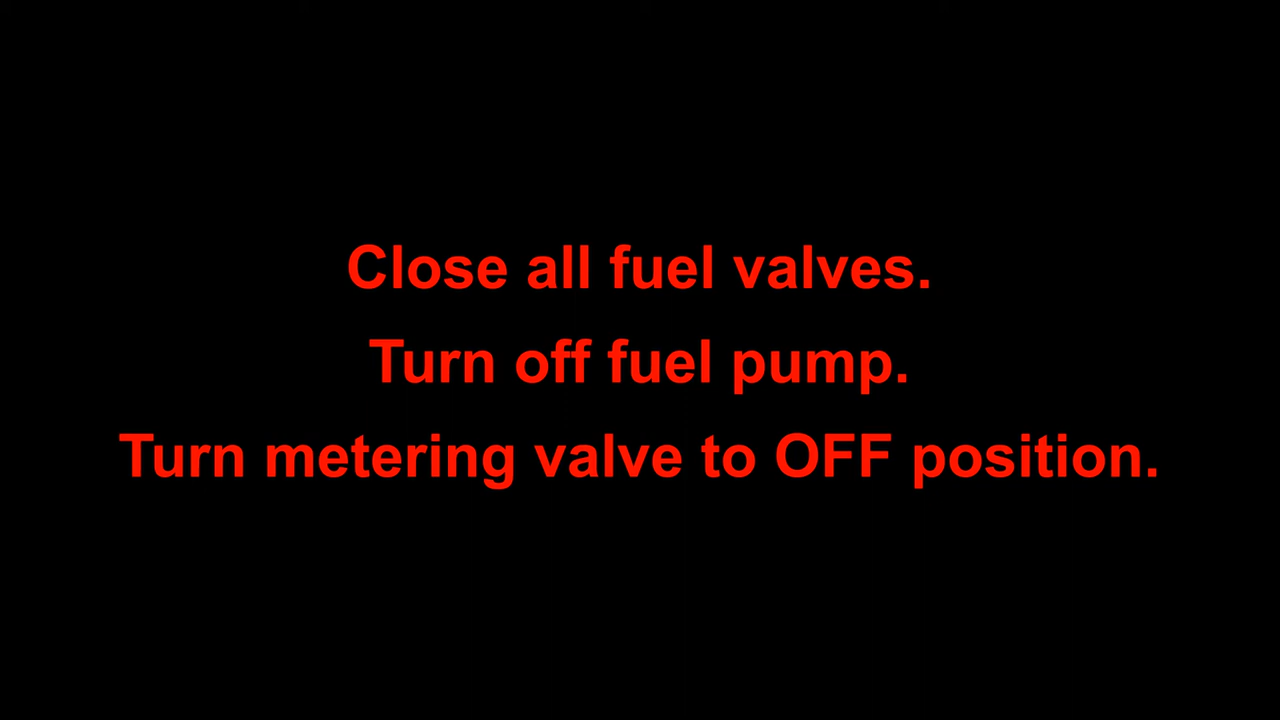 Close all fuel valves.
Turn off fuel pump.
Turn metering valve to OFF position.